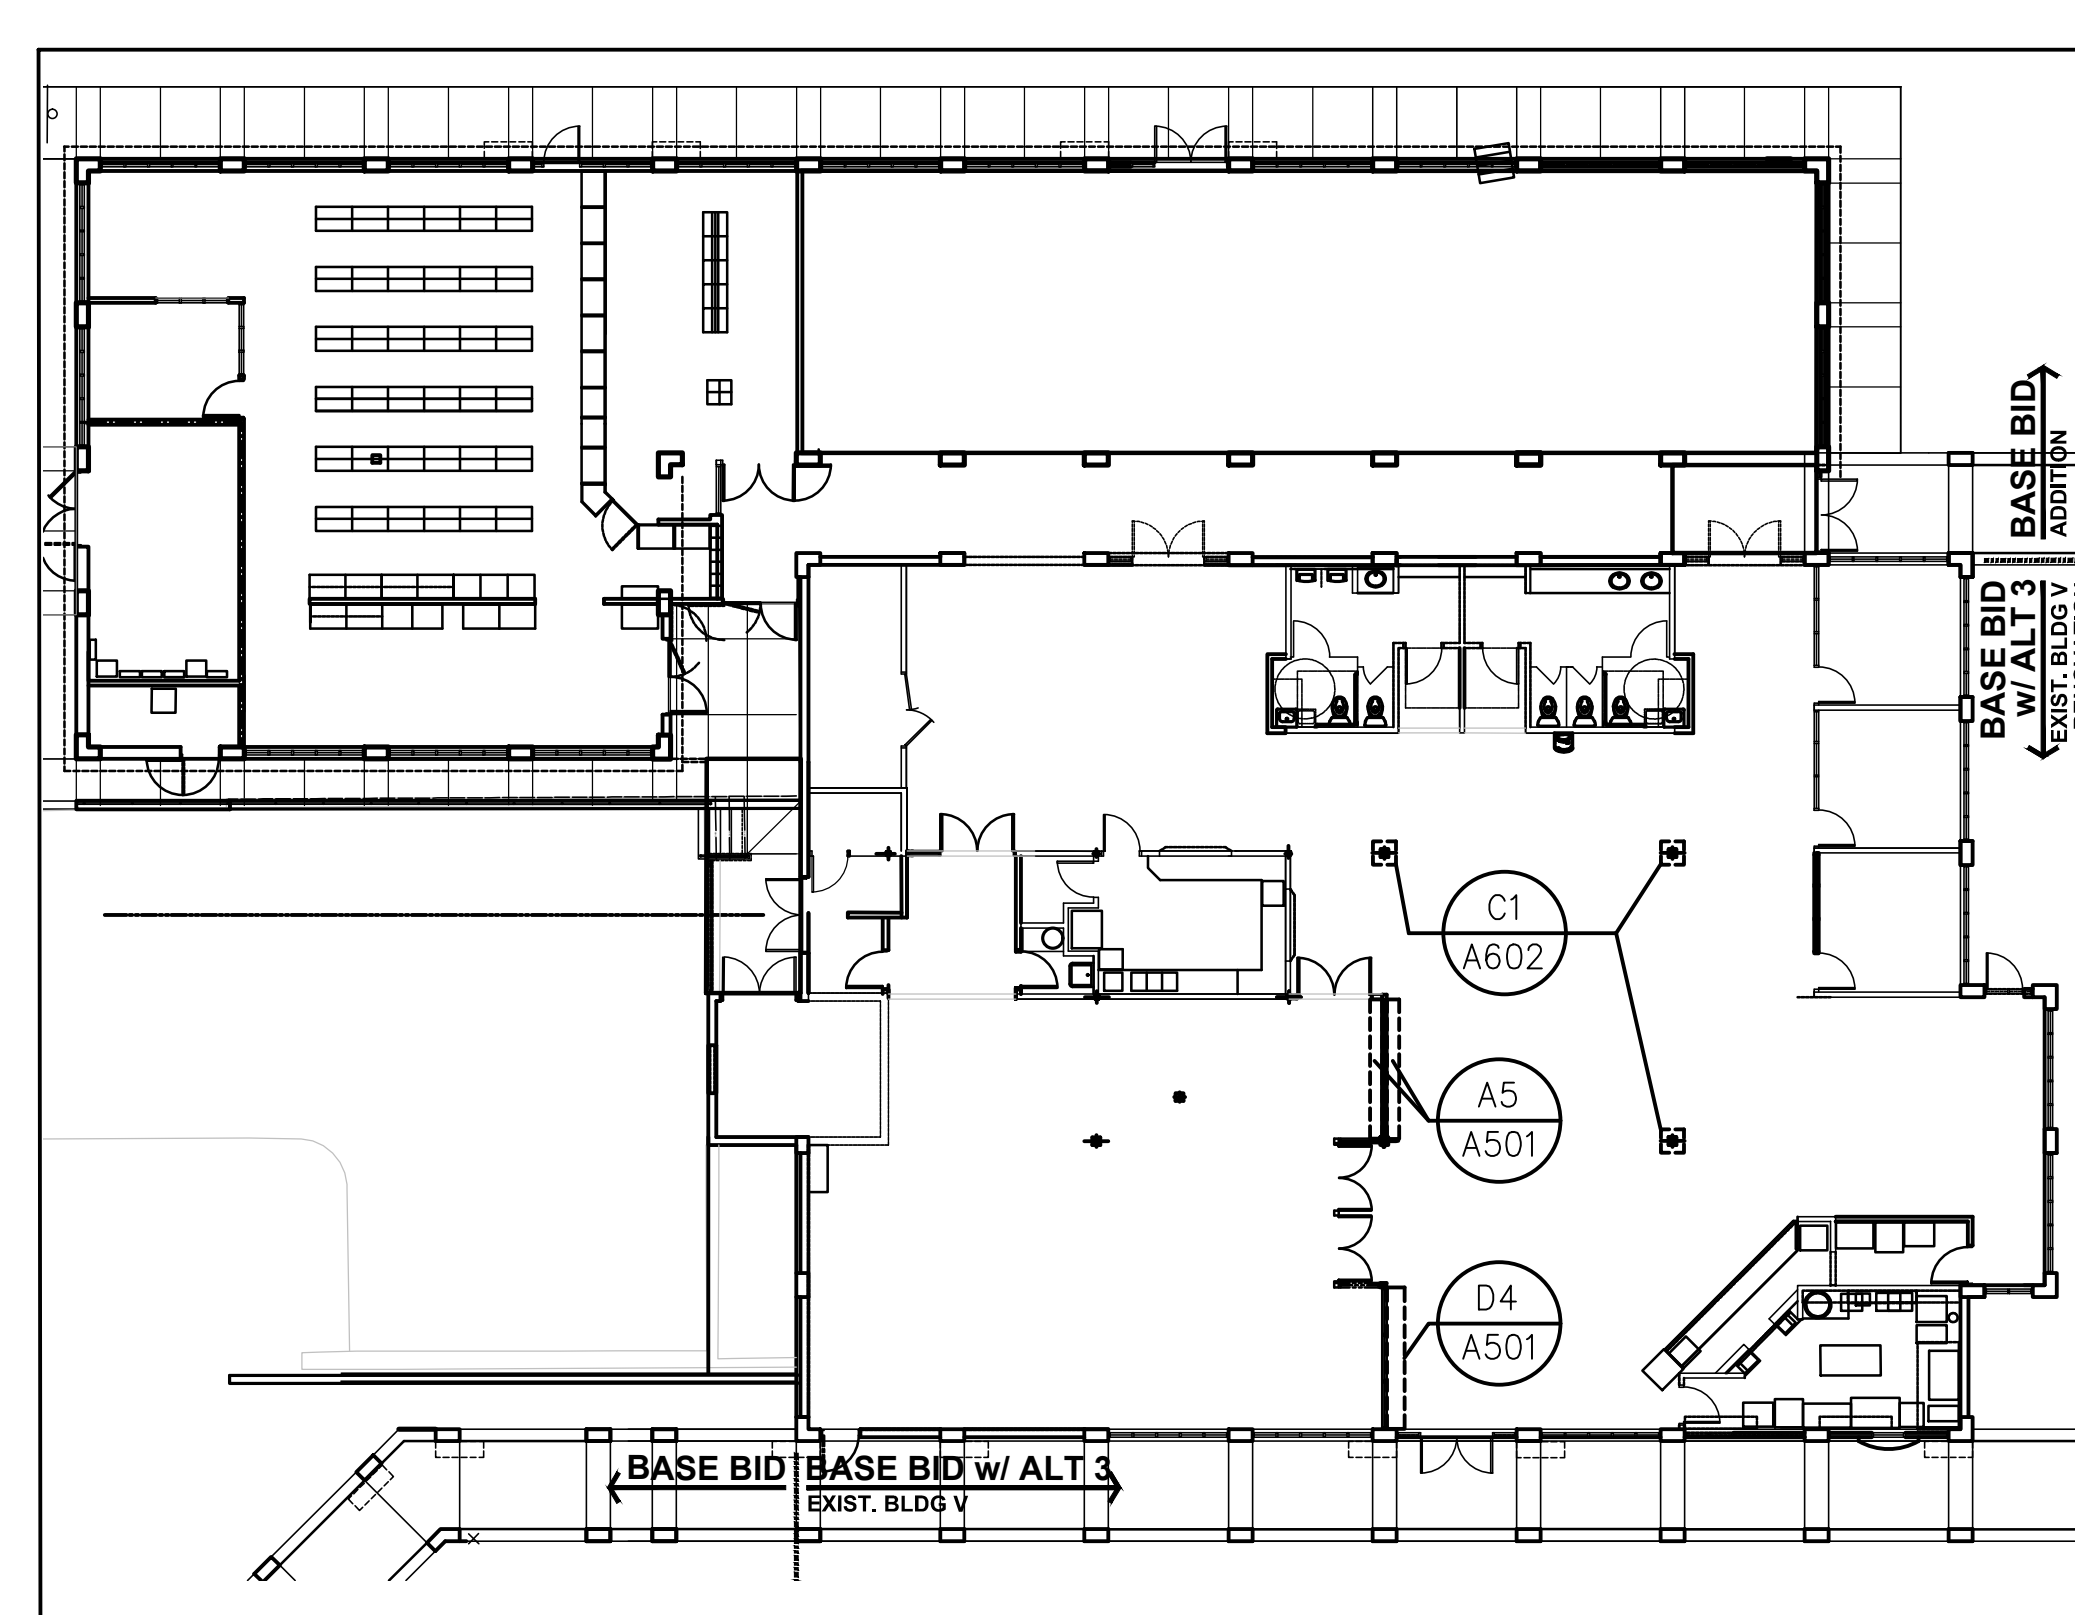 BASE BID
ADDITION
BASE BID
w/ ALT 3
EXIST. BLDG V
C1
A602
A5
A501
D4
A501
BASE BID
BASE BID w/ ALT 3
EXIST. BLDG V